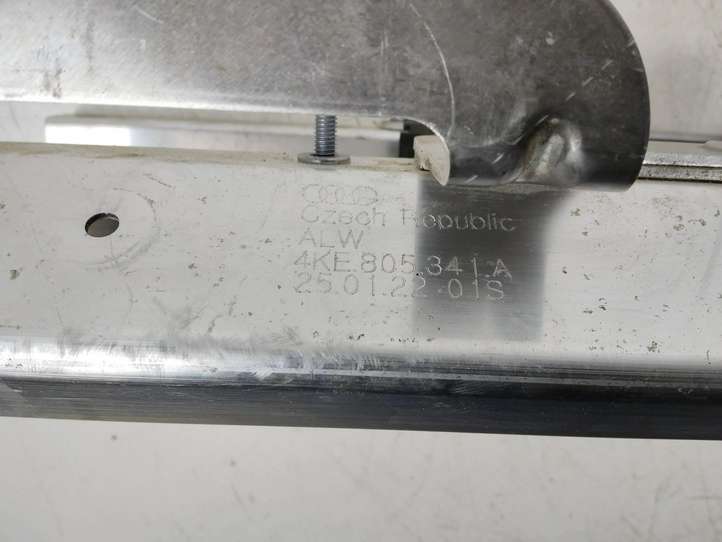 Czech Republic
ALW
4KE.805.341.A
25.01.22 01S